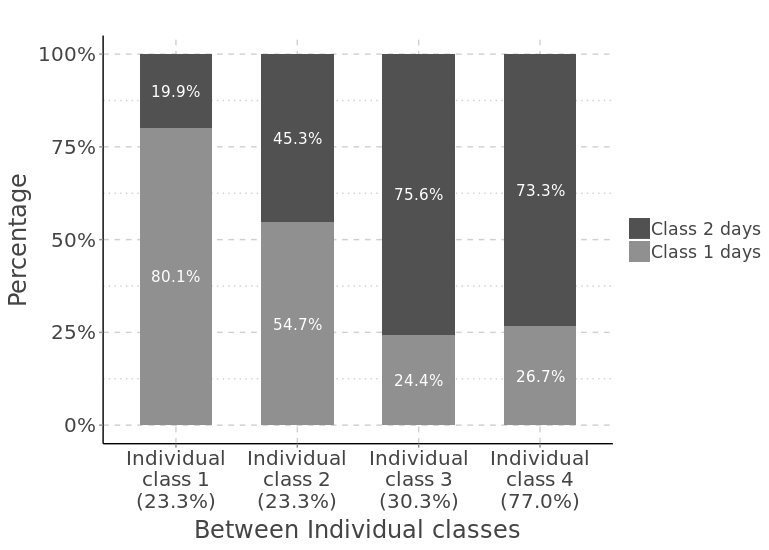 100%
75%
50%
25%
0%
Percentage
19.9%
80.1%
45.3%
54.7%
75.6%
24.4%
73.3%
26.7%
Class 2 days
Class 1 days
Individual
class 1
(23.3%)
Individual
class 2
(23.3%)
Individual
class 3
(30.3%)
Individual
class 4
(77.0%)
Between Individual classes